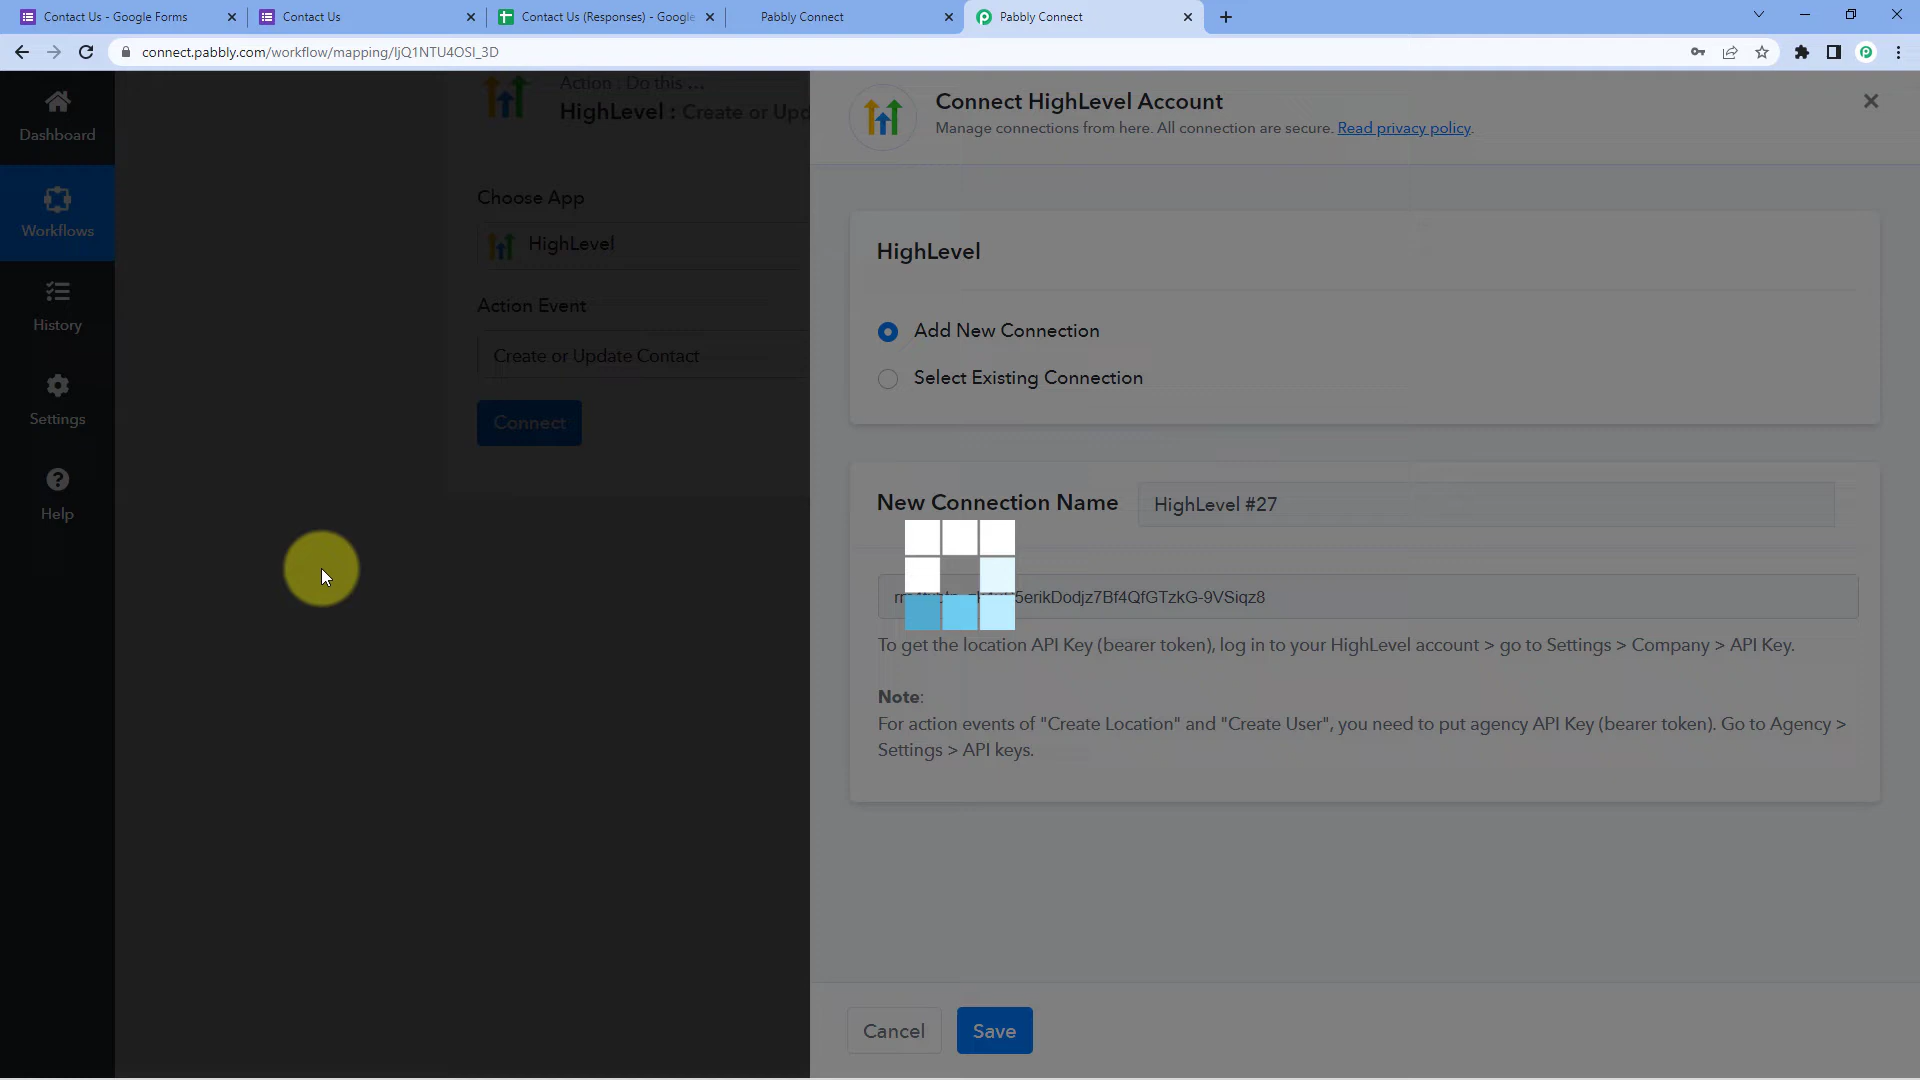 Contact Us - Google Forms
Contact Us
Contact Us (Responses) - Google
Pabbly Connect
Pabbly Connect
connect.pabbly.com/workflow/mapping/IjQ1NTU4OSI_3D
Dashboard
Workflows
History
Settings
Help
Action : Do this ...
HighLevel : Create or Upd
Choose App
HighLevel
Action Event
Create or Update Contact
Connect
Connect HighLevel Account
Manage connections from here. All connection are secure. Read privacy policy.
HighLevel
Add New Connection
Select Existing Connection
New Connection Name
HighLevel #27
5erikDodjz7Bf4QfGTzkG-9VSiqz8
To get the location API Key (bearer token), log in to your HighLevel account > go to Settings > Company > API Key.
Note:
For action events of "Create Location" and "Create User", you need to put agency API Key (bearer token). Go to Agency >
Settings > API keys.
Cancel
Save